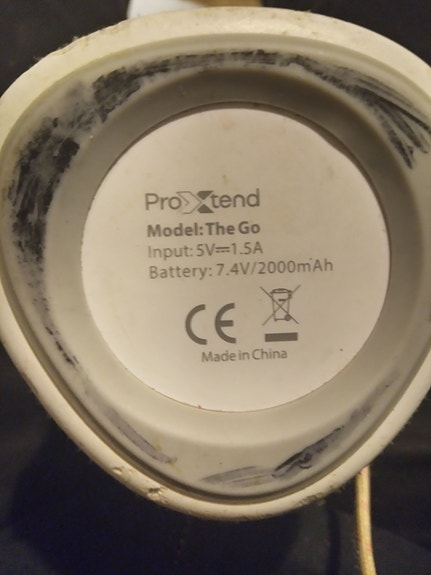 ProXtend
Model: The Go
Input: 5V⎓1.5A
Battery: 7.4V/2000mAh
CE
Made in China